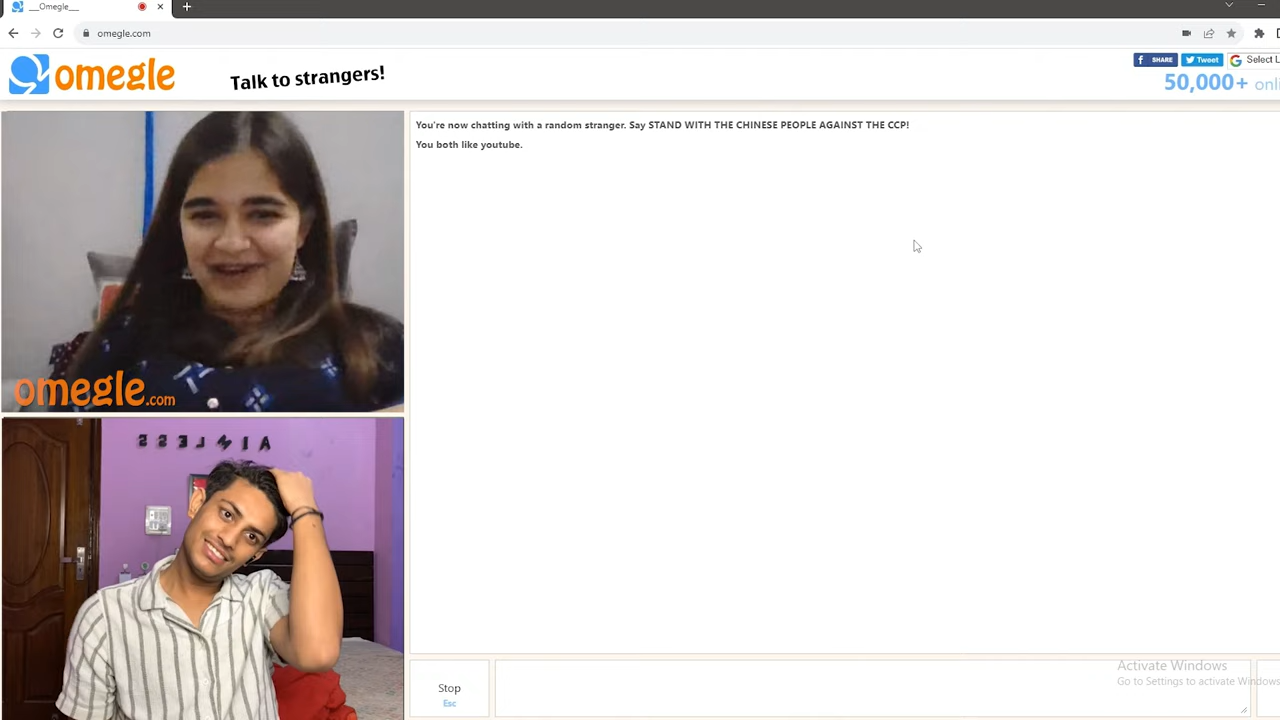 __Omegle__
omegle.com
omegle
Talk to strangers!
SHARE
Tweet
Select L
50,000+ onli
You're now chatting with a random stranger. Say STAND WITH THE CHINESE PEOPLE AGAINST THE CCP!
You both like youtube.
omegle.com
AIMLESS
Stop
Esc
Activate Windows
Go to Settings to activate Windows